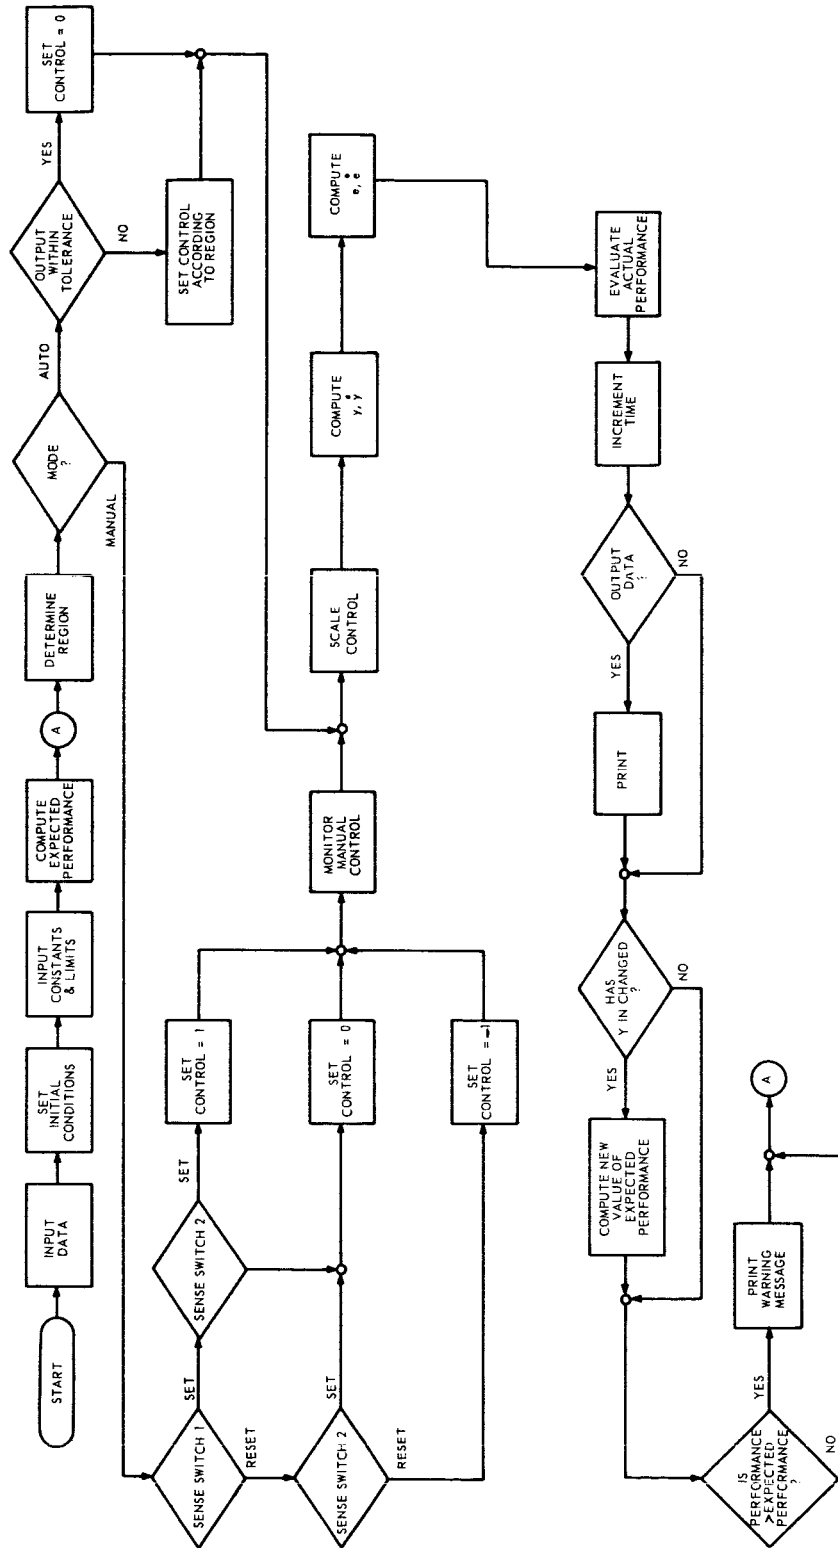 START
INPUT
DATA
SET
INITIAL
CONDITIONS
INPUT
CONSTANTS
& LIMITS
COMPUTE
EXPECTED
PERFORMANCE
A
DETERMINE
REGION
MODE
?
AUTO
MANUAL
OUTPUT
WITHIN
TOLERANCE
YES
NO
SET
CONTROL = 0
SET CONTROL
ACCORDING
TO REGION
SENSE SWITCH 1
SET
RESET
SENSE SWITCH 2
SET
SENSE SWITCH 2
SET
RESET
SET
CONTROL = 1
SET
CONTROL = 0
SET
CONTROL = -1
MONITOR
MANUAL
CONTROL
SCALE
CONTROL
COMPUTE
y, ẙ
COMPUTE
e, e̊
EVALUATE
ACTUAL
PERFORMANCE
INCREMENT
TIME
OUTPUT
DATA
?
YES
NO
PRINT
HAS
Y IN CHANGED
?
YES
NO
COMPUTE NEW
VALUE OF
EXPECTED
PERFORMANCE
IS
PERFORMANCE
>EXPECTED
PERFORMANCE
?
YES
NO
PRINT
WARNING
MESSAGE
A